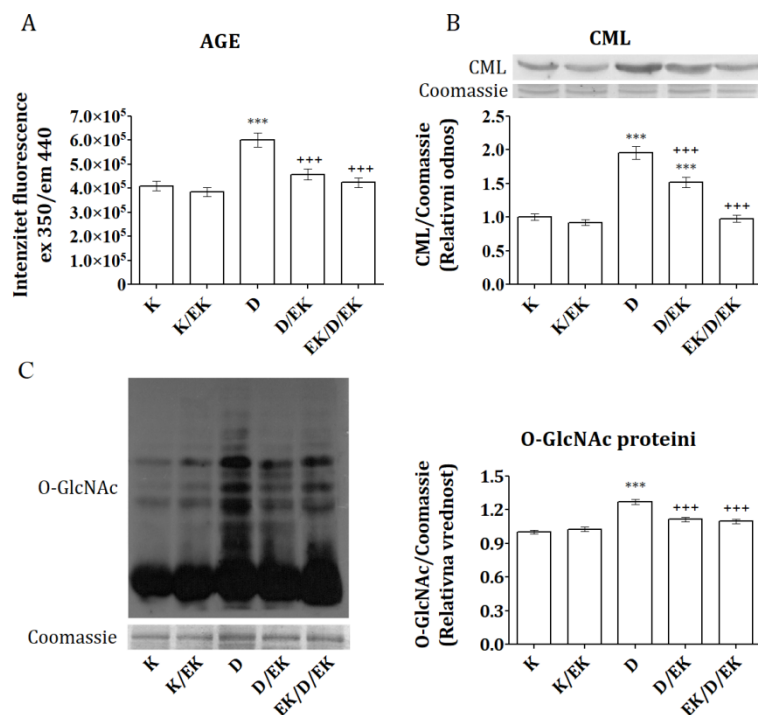 A
AGE
Intenzitet fluorescence
ex 350/em 440
7.0×10⁵
6.0×10⁵
5.0×10⁵
4.0×10⁵
3.0×10⁵
2.0×10⁵
1.0×10⁵
0
***
+++
+++
K
K/EK
D
D/EK
EK/D/EK
B
CML
CML
Coomassie
CML/Coomassie
(Relativni odnos)
2.5
2.0
1.5
1.0
0.5
0.0
***
+++
***
+++
K
K/EK
D
D/EK
EK/D/EK
C
O-GlcNAc
Coomassie
K
K/EK
D
D/EK
EK/D/EK
O-GlcNAc proteini
O-GlcNAc/Coomassie
(Relativna vrednost)
1.5
1.2
0.9
0.6
0.3
0.0
***
+++
+++
K
K/EK
D
D/EK
EK/D/EK